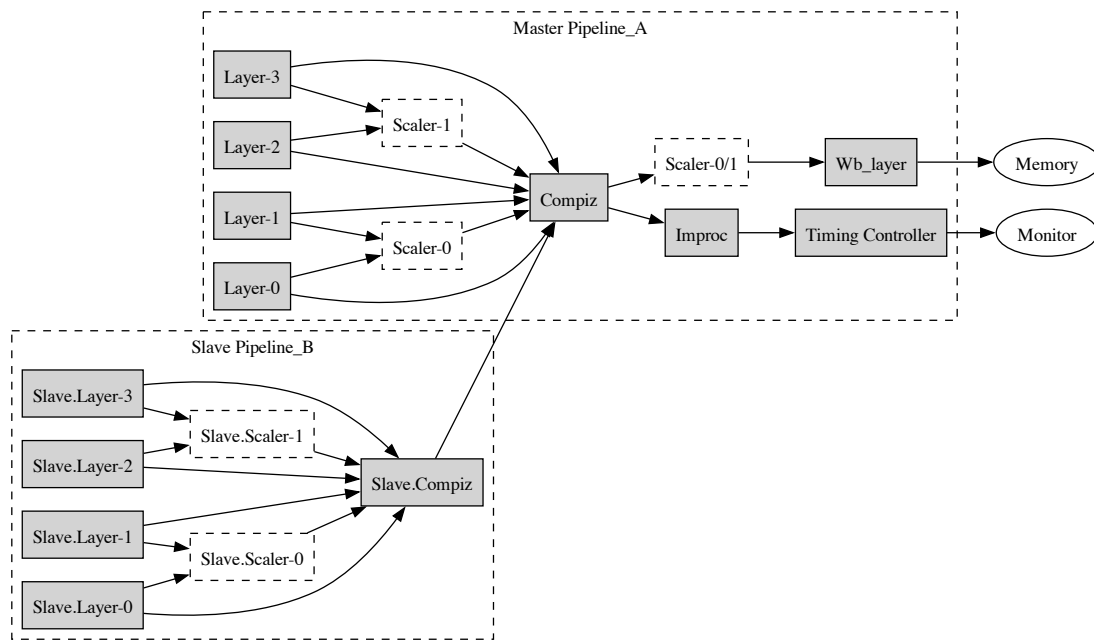 Master Pipeline_A
Layer-3
Scaler-1
Layer-2
Layer-1
Scaler-0
Layer-0
Compiz
Scaler-0/1
Wb_layer
Memory
Improc
Timing Controller
Monitor
Slave Pipeline_B
Slave.Layer-3
Slave.Scaler-1
Slave.Layer-2
Slave.Layer-1
Slave.Scaler-0
Slave.Layer-0
Slave.Compiz